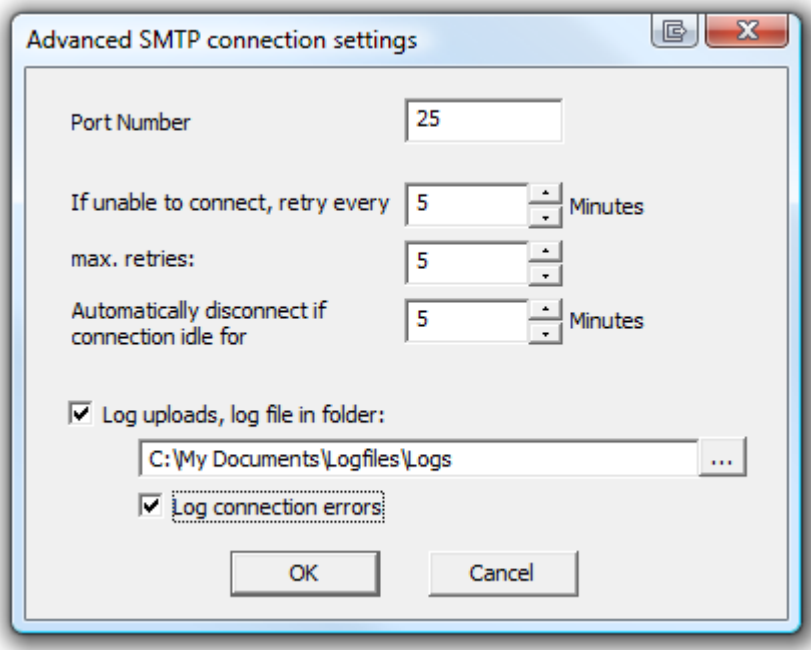 Advanced SMTP connection settings
Port Number 25
If unable to connect, retry every 5 Minutes
max. retries: 5
Automatically disconnect if
connection idle for 5 Minutes
Log uploads, log file in folder:
C:\My Documents\Logfiles\Logs ...
Log connection errors
OK Cancel